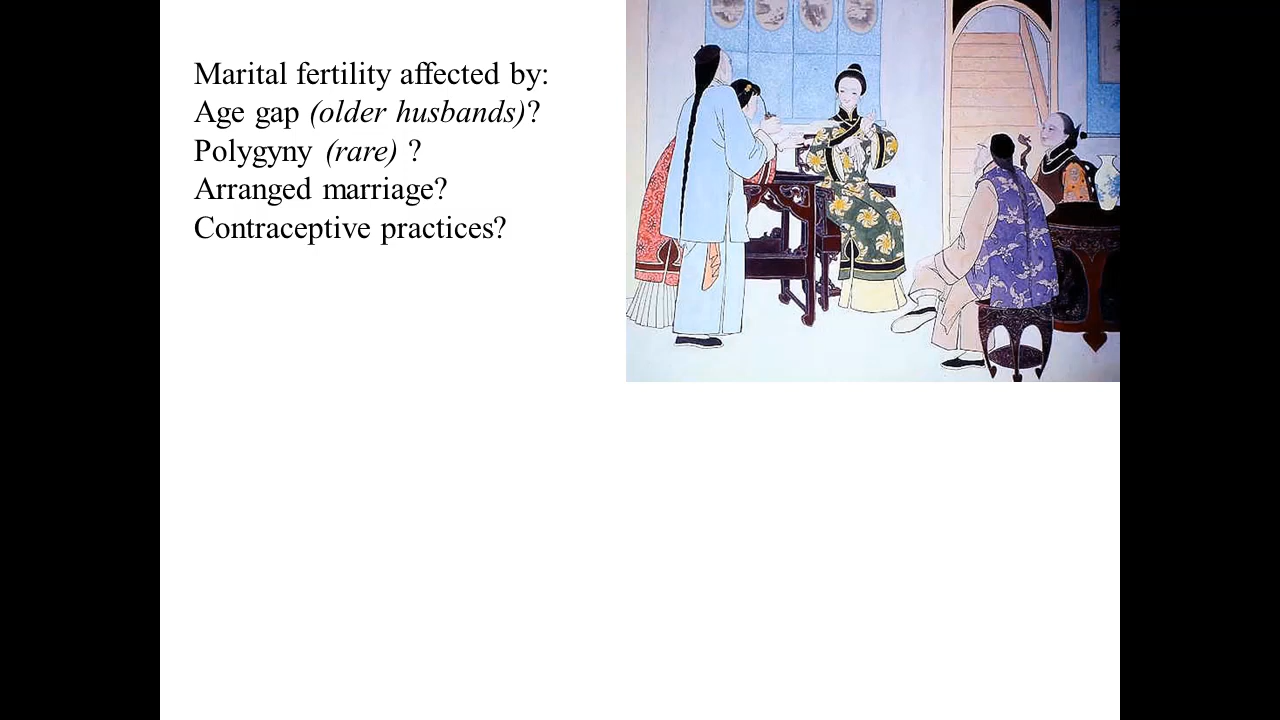 Marital fertility affected by:
Age gap (older husbands)?
Polygyny (rare) ?
Arranged marriage?
Contraceptive practices?